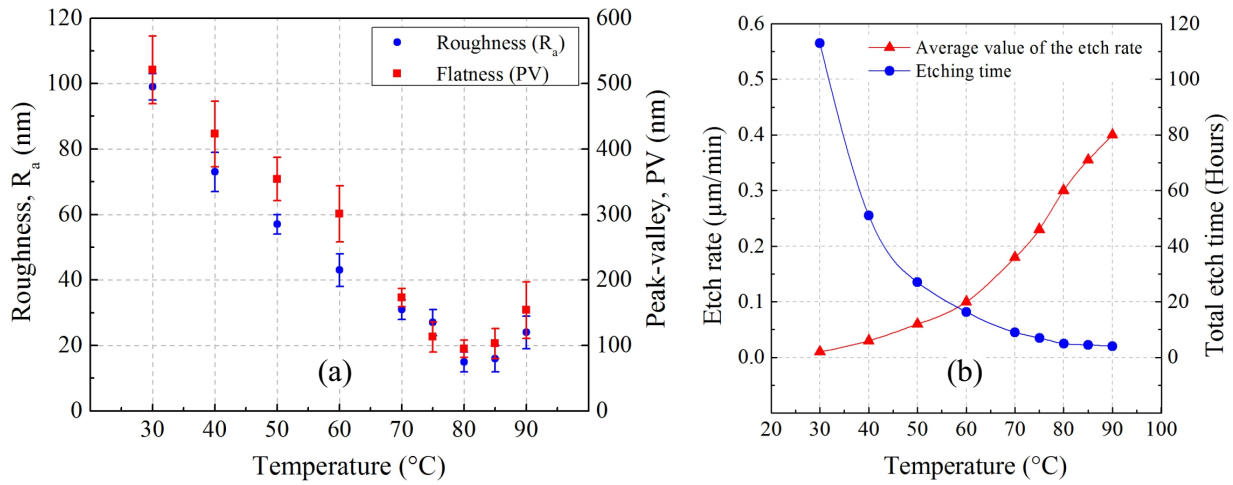 120
100
80
60
40
20
0
Roughness, Ra (nm)
Roughness (Ra)
Flatness (PV)
600
500
400
300
200
100
0
Peak-valley, PV (nm)
(a)
30 40 50 60 70 80 90
Temperature (°C)
0.6
0.5
0.4
0.3
0.2
0.1
0.0
Etch rate (μm/min)
Average value of the etch rate
Etching time
120
100
80
60
40
20
0
Total etch time (Hours)
(b)
20 30 40 50 60 70 80 90 100
Temperature (°C)